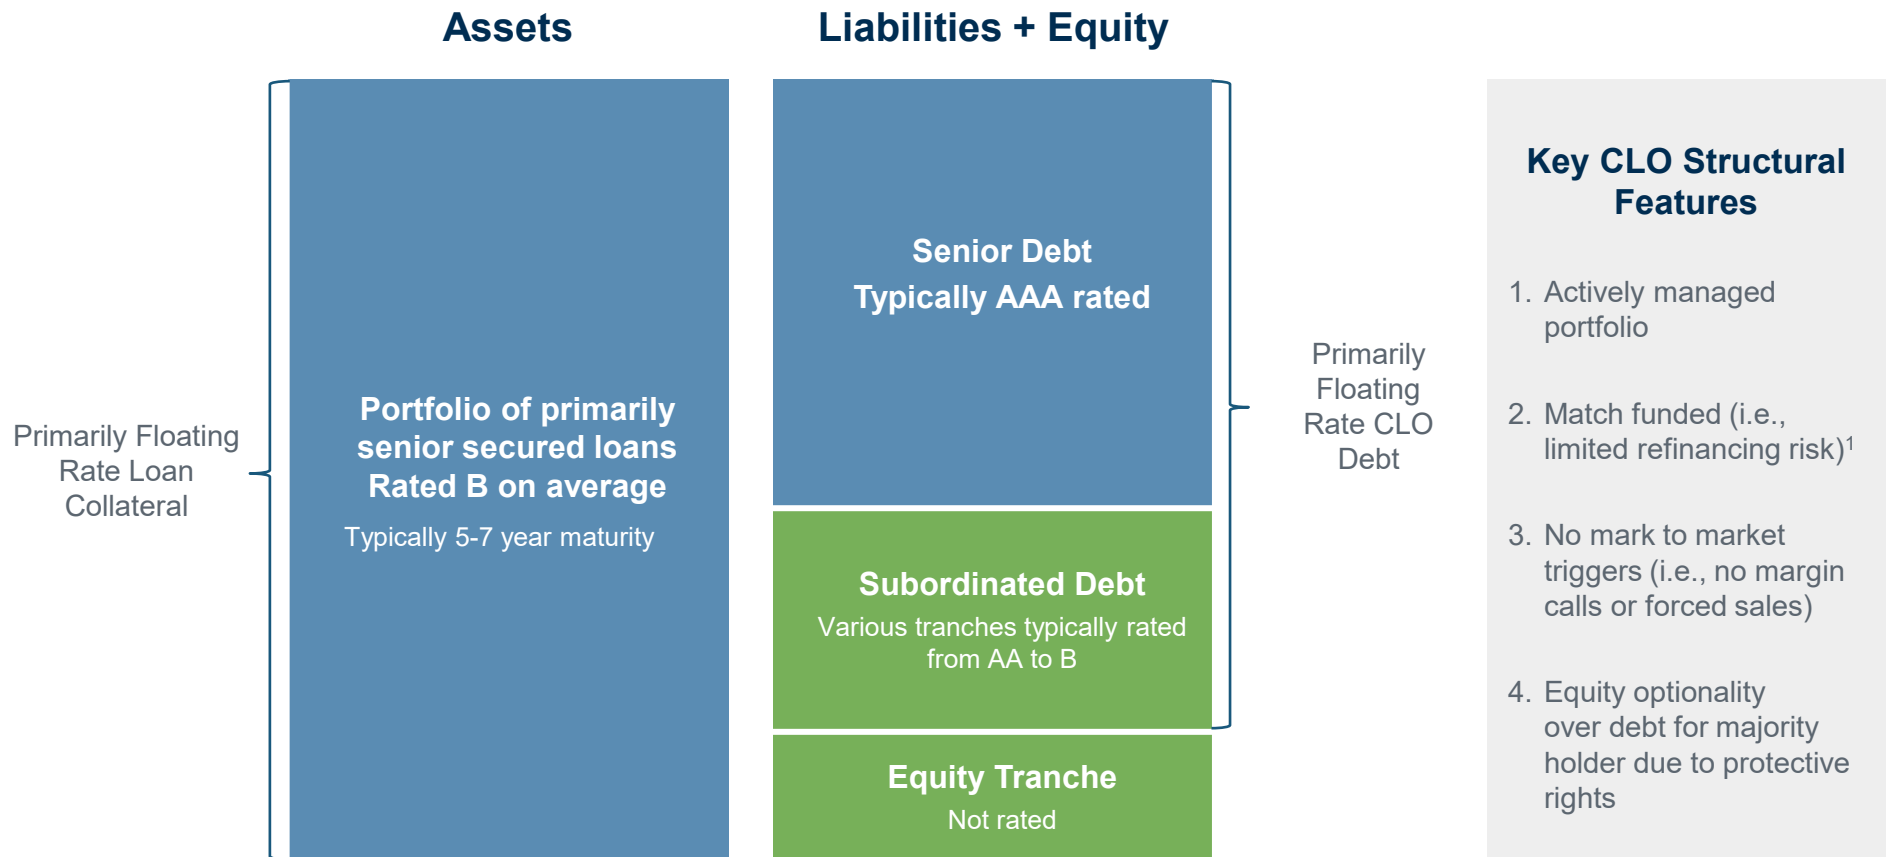 Assets
Liabilities + Equity
Primarily Floating
Rate Loan
Collateral
Portfolio of primarily
senior secured loans
Rated B on average
Typically 5-7 year maturity
Senior Debt
Typically AAA rated
Subordinated Debt
Various tranches typically rated
from AA to B
Equity Tranche
Not rated
Primarily
Floating
Rate CLO
Debt
Key CLO Structural
Features
1. Actively managed
portfolio
2. Match funded (i.e.,
limited refinancing risk)¹
3. No mark to market
triggers (i.e., no margin
calls or forced sales)
4. Equity optionality
over debt for majority
holder due to protective
rights